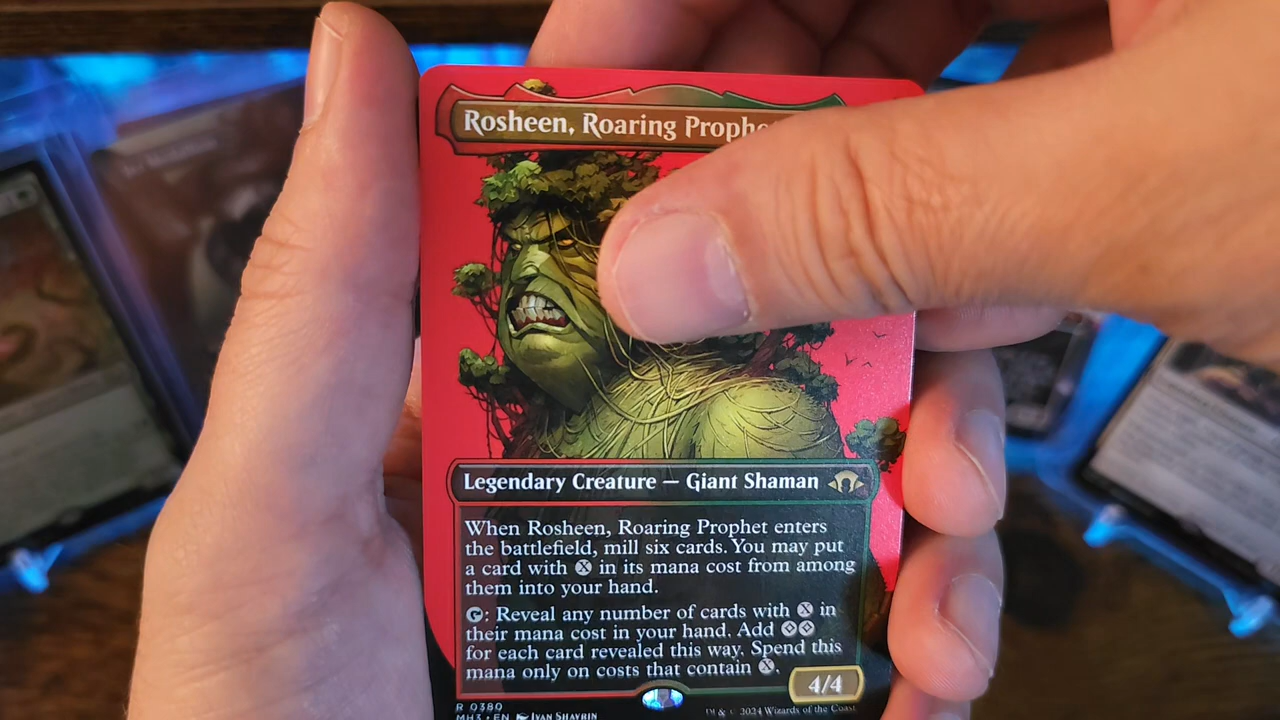 Rosheen, Roaring Prophe
Legendary Creature — Giant Shaman
When Rosheen, Roaring Prophet enters
the battlefield, mill six cards. You may put
a card with X in its mana cost from among
them into your hand.
: Reveal any number of cards with X in
their mana cost in your hand. Add
for each card revealed this way. Spend this
mana only on costs that contain X.
4/4
R 0380
MH3 • EN IVAN SHAVRIN
™ & © 2024 Wizards of the Coast